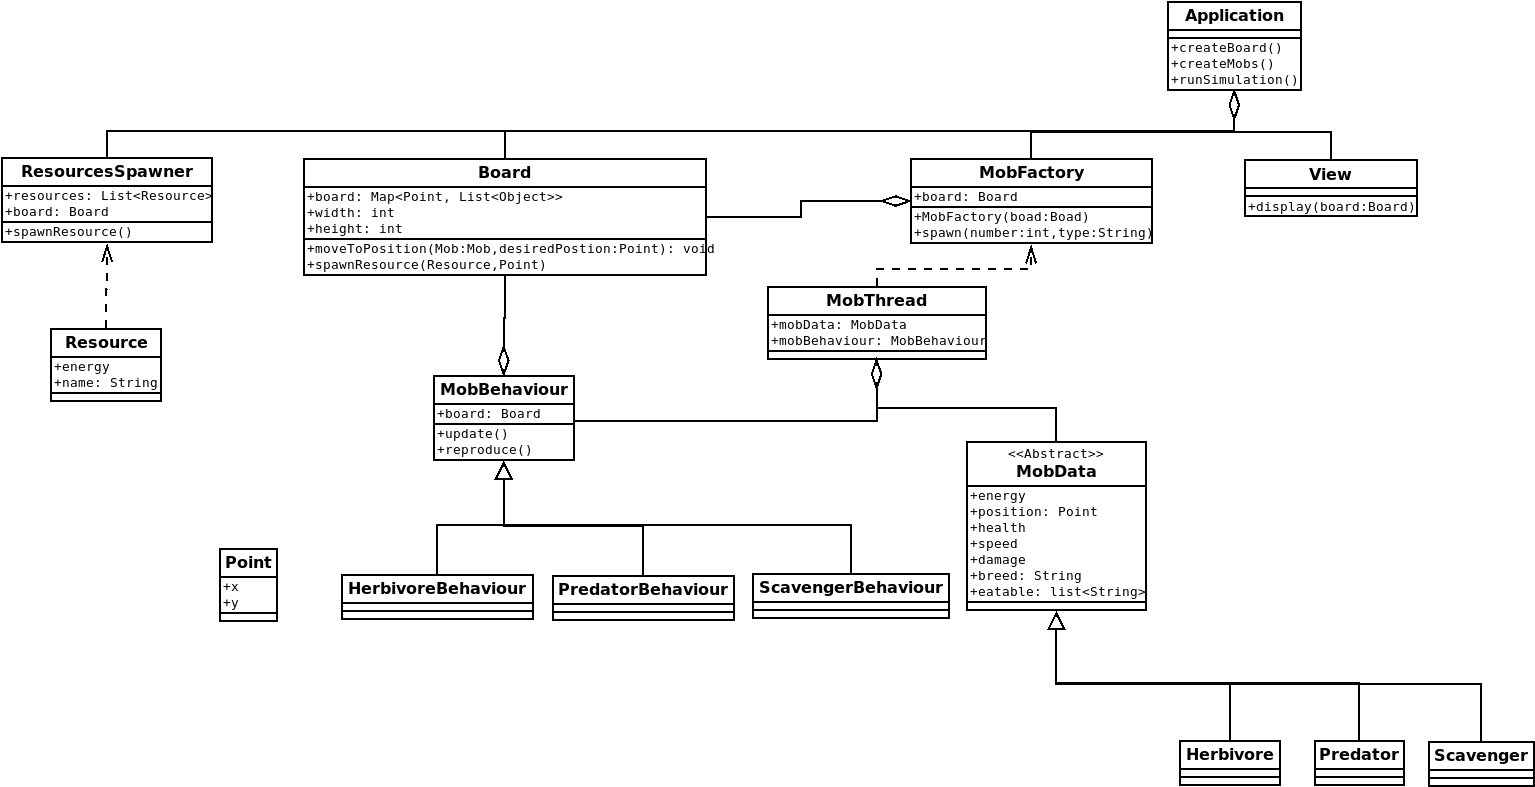 Application
+createBoard()
+createMobs()
+runSimulation()
ResourcesSpawner
+resources: List<Resource>
+board: Board
+spawnResource()
Board
+board: Map<Point, List<Object>>
+width: int
+height: int
+moveToPosition(Mob:Mob,desiredPostion:Point): void
+spawnResource(Resource,Point)
MobFactory
+board: Board
+MobFactory(boad:Boad)
+spawn(number:int,type:String)
View
+display(board:Board)
Resource
+energy
+name: String
MobThread
+mobData: MobData
+mobBehaviour: MobBehaviour
MobBehaviour
+board: Board
+update()
+reproduce()
<<Abstract>>
MobData
+energy
+position: Point
+health
+speed
+damage
+breed: String
+eatable: list<String>
Point
+x
+y
HerbivoreBehaviour
PredatorBehaviour
ScavengerBehaviour
Herbivore
Predator
Scavenger